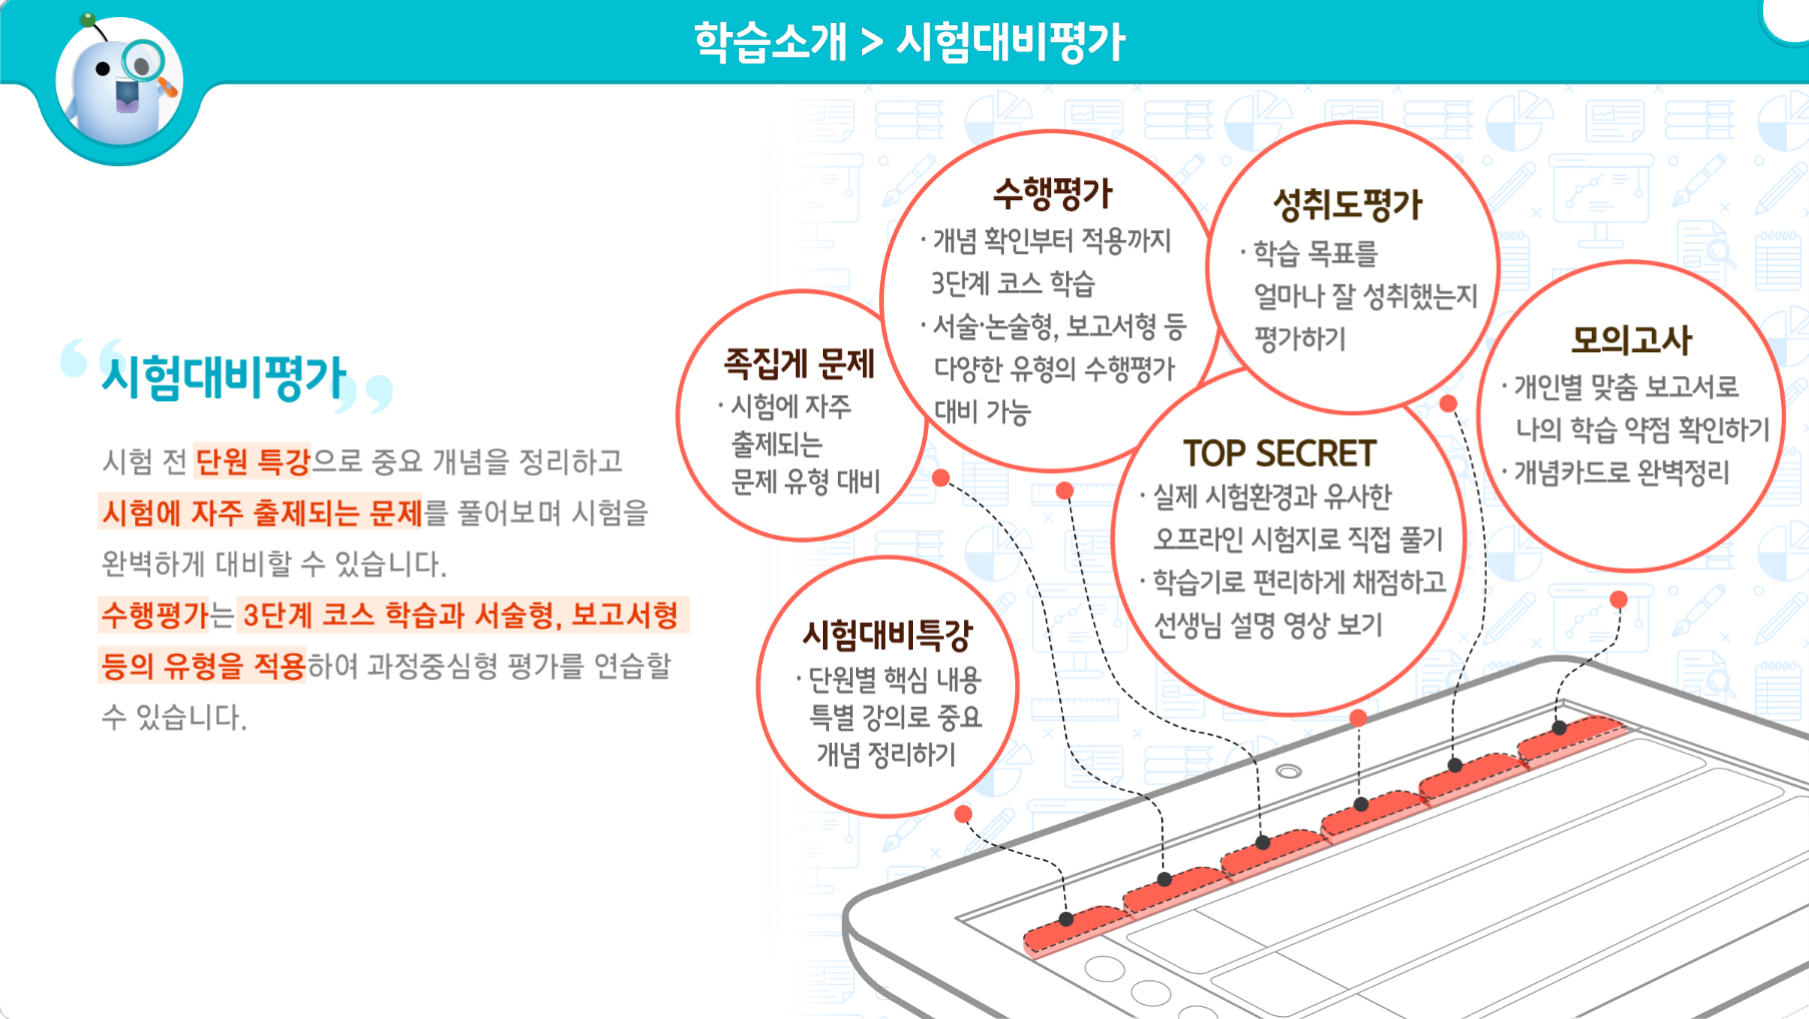 학습소개 > 시험대비평가
시험대비평가
시험 전 단원 특강으로 중요 개념을 정리하고
시험에 자주 출제되는 문제를 풀어보며 시험을
완벽하게 대비할 수 있습니다.
수행평가는 3단계 코스 학습과 서술형, 보고서형
등의 유형을 적용하여 과정중심형 평가를 연습할
수 있습니다.
족집게 문제
· 시험에 자주
출제되는
문제 유형 대비
수행평가
· 개념 확인부터 적용까지
3단계 코스 학습
· 서술·논술형, 보고서형 등
다양한 유형의 수행평가
대비 가능
성취도평가
· 학습 목표를
얼마나 잘 성취했는지
평가하기
모의고사
· 개인별 맞춤 보고서로
나의 학습 약점 확인하기
· 개념카드로 완벽정리
TOP SECRET
· 실제 시험환경과 유사한
오프라인 시험지로 직접 풀기
· 학습기로 편리하게 채점하고
선생님 설명 영상 보기
시험대비특강
· 단원별 핵심 내용
특별 강의로 중요
개념 정리하기